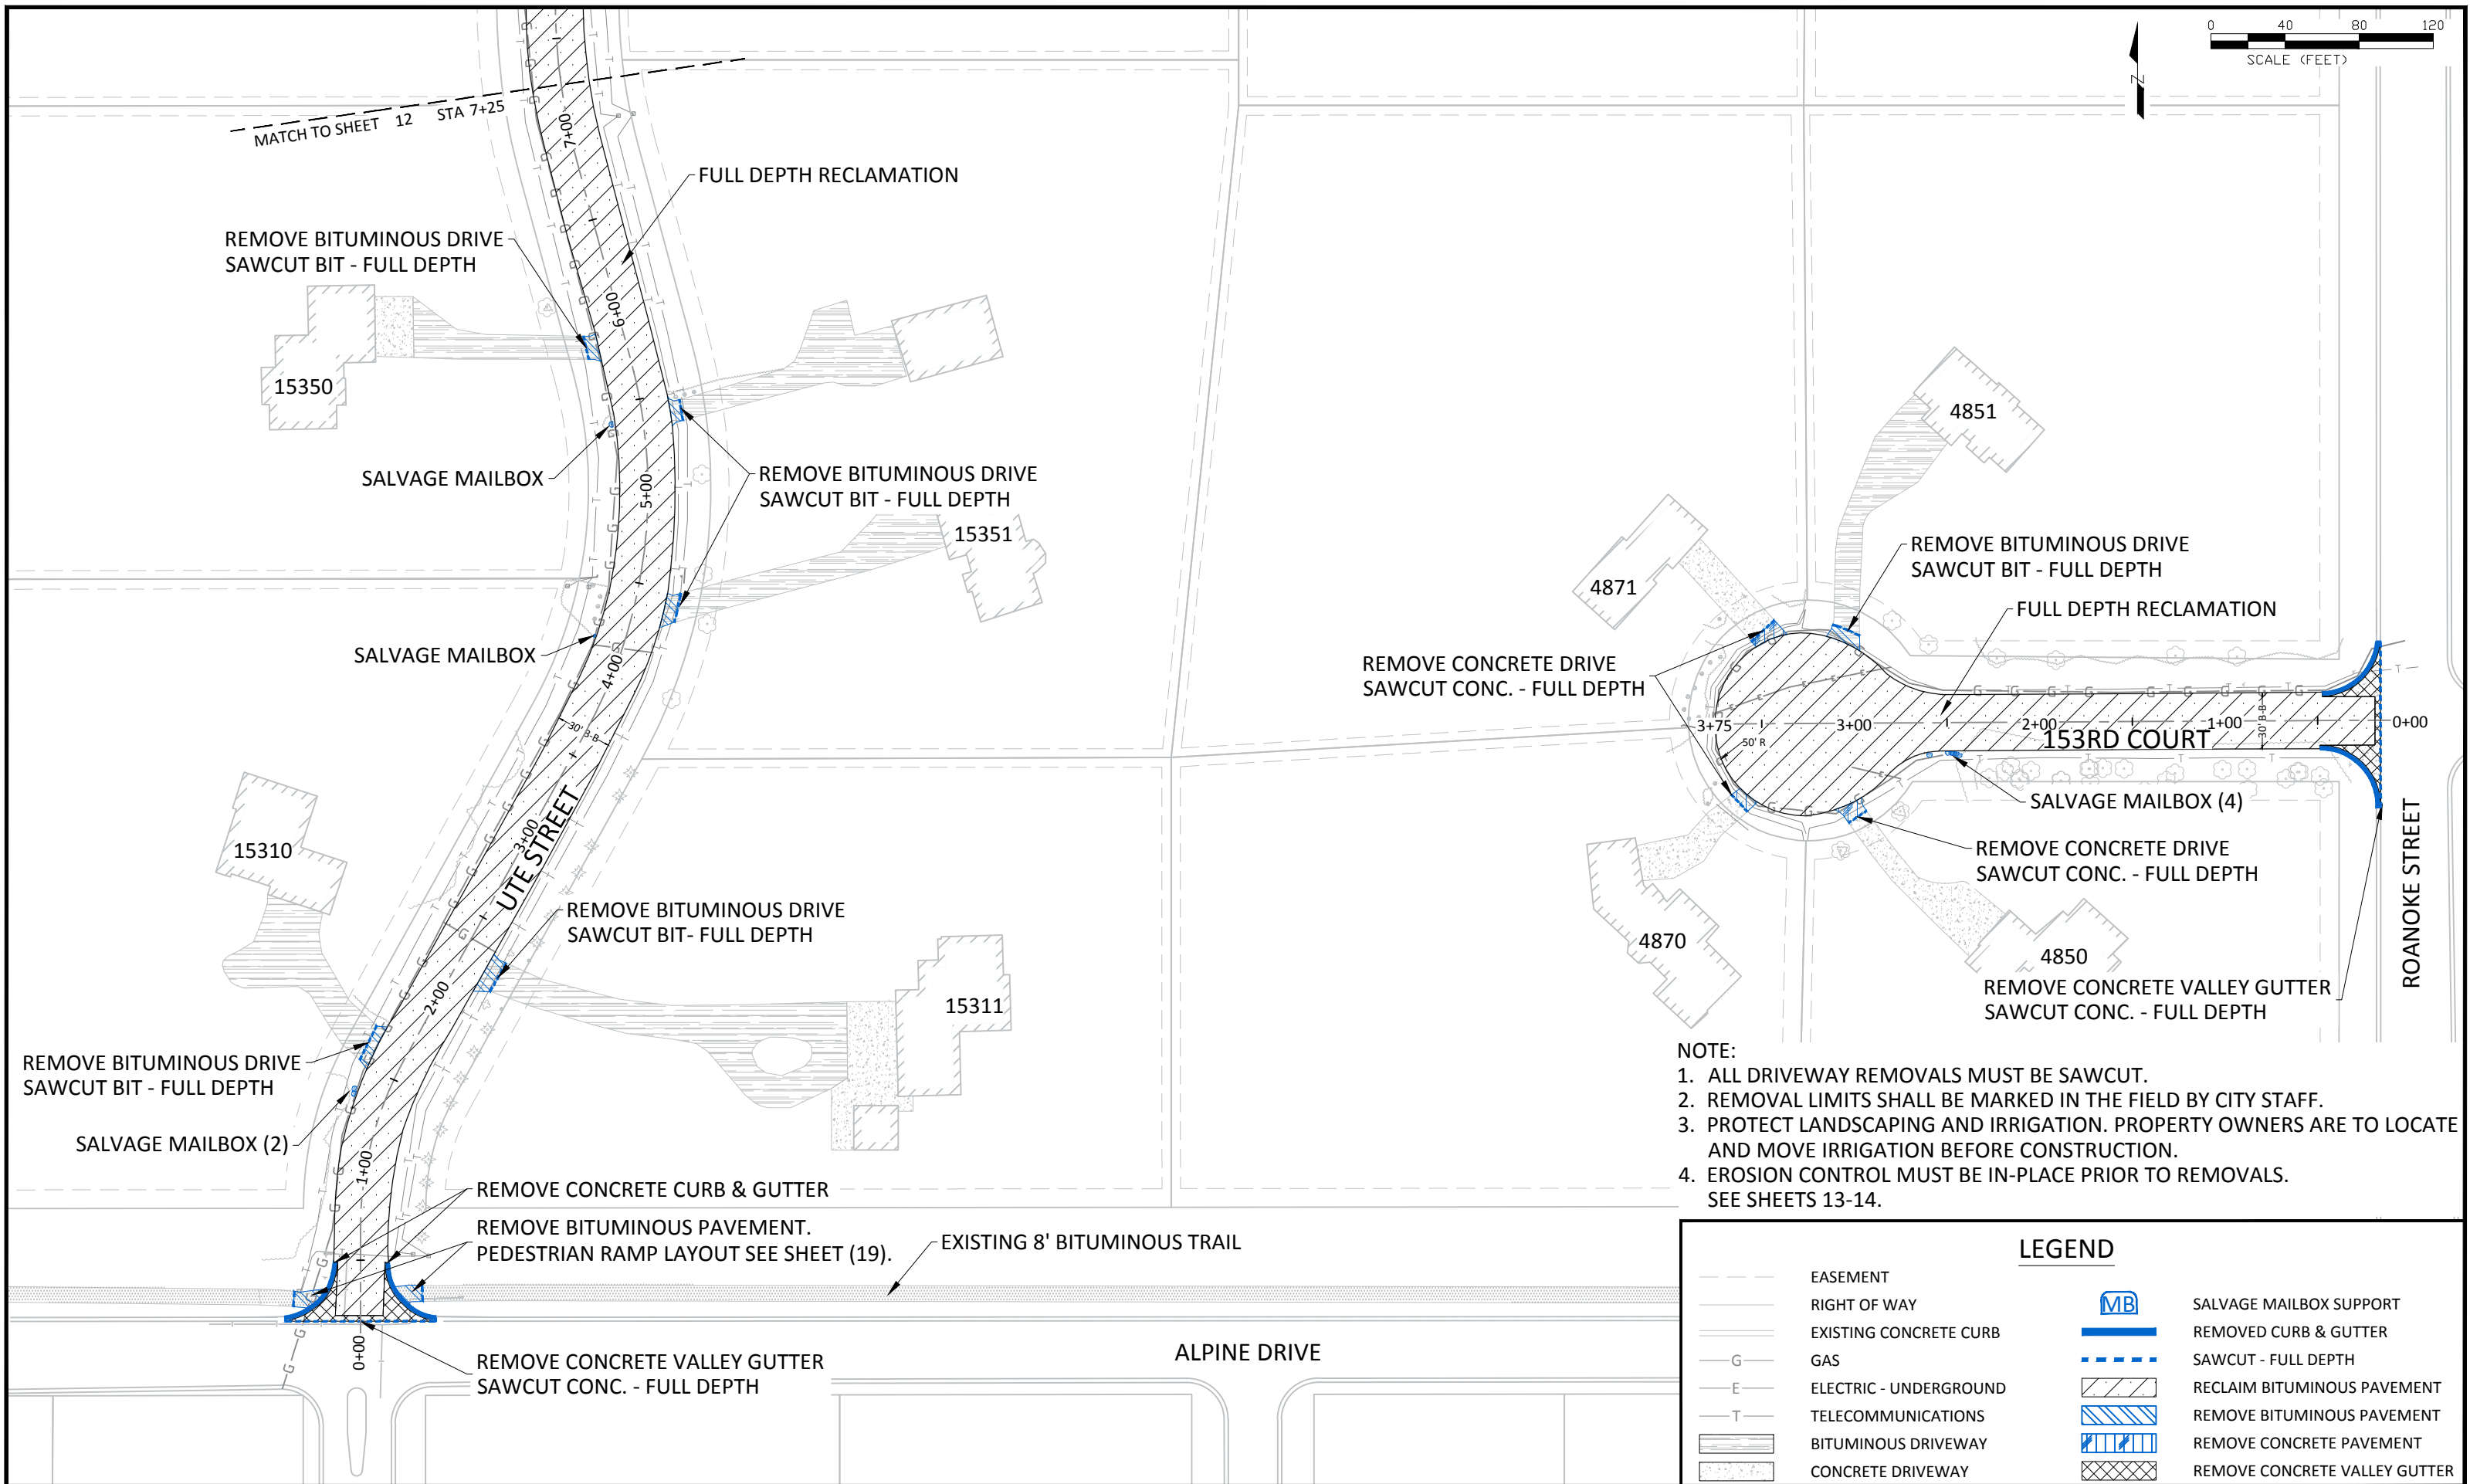 0 40 80 120
SCALE (FEET)
N
MATCH TO SHEET 12 STA 7+25
7+00
FULL DEPTH RECLAMATION
REMOVE BITUMINOUS DRIVE
SAWCUT BIT - FULL DEPTH
6+00
15350
SALVAGE MAILBOX
5+00
REMOVE BITUMINOUS DRIVE
SAWCUT BIT - FULL DEPTH
15351
SALVAGE MAILBOX
4+00
30' B-B
15310
3+00
UTE STREET
REMOVE BITUMINOUS DRIVE
SAWCUT BIT- FULL DEPTH
2+00
15311
REMOVE BITUMINOUS DRIVE
SAWCUT BIT - FULL DEPTH
SALVAGE MAILBOX (2)
1+00
REMOVE CONCRETE CURB & GUTTER
REMOVE BITUMINOUS PAVEMENT.
PEDESTRIAN RAMP LAYOUT SEE SHEET (19).
EXISTING 8' BITUMINOUS TRAIL
0+00
REMOVE CONCRETE VALLEY GUTTER
SAWCUT CONC. - FULL DEPTH
ALPINE DRIVE
4851
4871
REMOVE BITUMINOUS DRIVE
SAWCUT BIT - FULL DEPTH
FULL DEPTH RECLAMATION
REMOVE CONCRETE DRIVE
SAWCUT CONC. - FULL DEPTH
3+75
3+00
2+00
1+00
0+00
50' R
30' B-B
153RD COURT
SALVAGE MAILBOX (4)
REMOVE CONCRETE DRIVE
SAWCUT CONC. - FULL DEPTH
4870
4850
REMOVE CONCRETE VALLEY GUTTER
SAWCUT CONC. - FULL DEPTH
ROANOKE STREET
NOTE:
1. ALL DRIVEWAY REMOVALS MUST BE SAWCUT.
2. REMOVAL LIMITS SHALL BE MARKED IN THE FIELD BY CITY STAFF.
3. PROTECT LANDSCAPING AND IRRIGATION. PROPERTY OWNERS ARE TO LOCATE
AND MOVE IRRIGATION BEFORE CONSTRUCTION.
4. EROSION CONTROL MUST BE IN-PLACE PRIOR TO REMOVALS.
SEE SHEETS 13-14.
LEGEND
EASEMENT
RIGHT OF WAY
EXISTING CONCRETE CURB
G GAS
E ELECTRIC - UNDERGROUND
T TELECOMMUNICATIONS
BITUMINOUS DRIVEWAY
CONCRETE DRIVEWAY
MB SALVAGE MAILBOX SUPPORT
REMOVED CURB & GUTTER
SAWCUT - FULL DEPTH
RECLAIM BITUMINOUS PAVEMENT
REMOVE BITUMINOUS PAVEMENT
REMOVE CONCRETE PAVEMENT
REMOVE CONCRETE VALLEY GUTTER